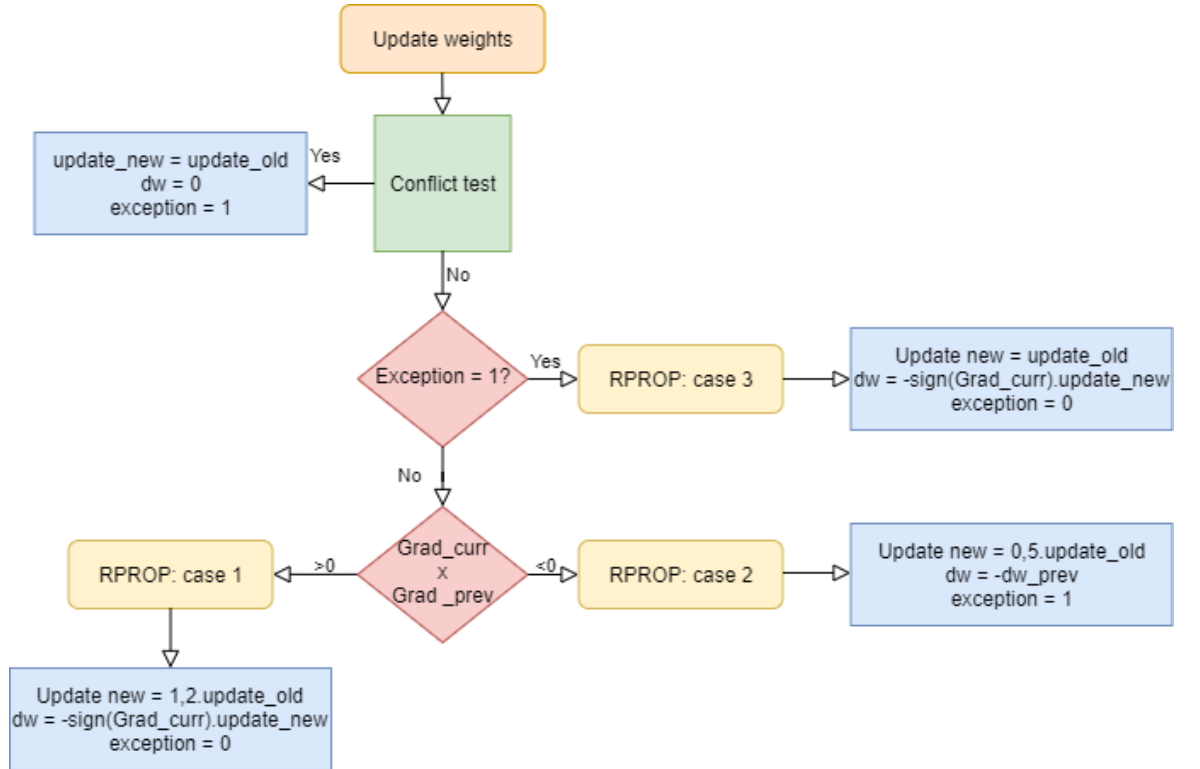 Update weights
update_new = update_old
dw = 0
exception = 1
Yes
Conflict test
No
Exception = 1?
Yes
RPROP: case 3
Update new = update_old
dw = -sign(Grad_curr).update_new
exception = 0
No
RPROP: case 1
>0
Grad_curr
x
Grad _prev
<0
RPROP: case 2
Update new = 0,5.update_old
dw = -dw_prev
exception = 1
Update new = 1,2.update_old
dw = -sign(Grad_curr).update_new
exception = 0